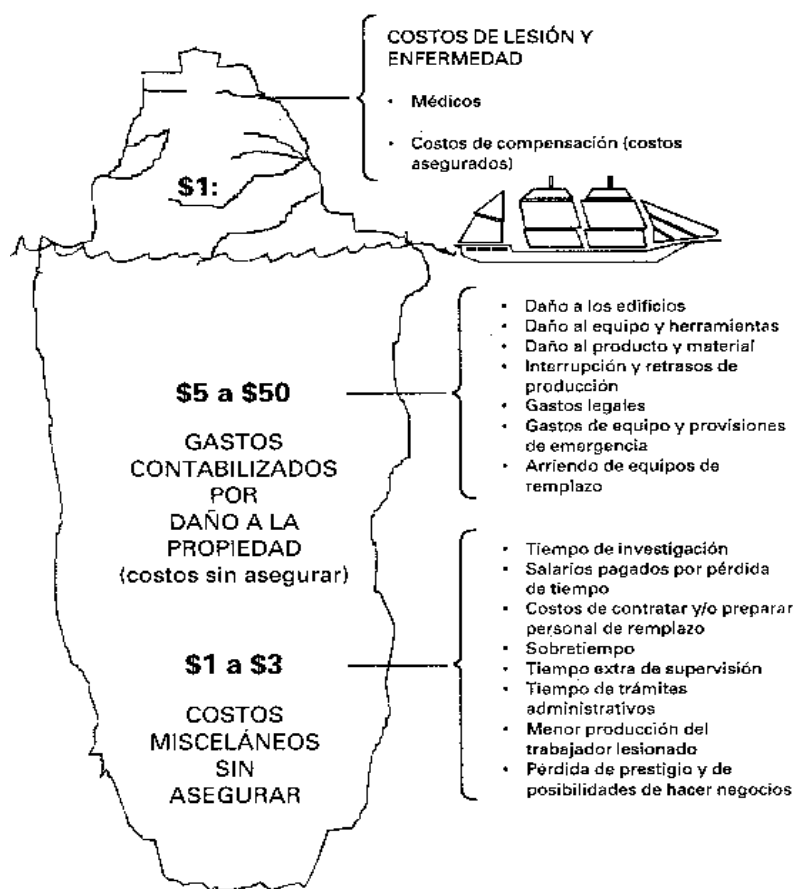 COSTOS DE LESIÓN Y
ENFERMEDAD
• Médicos
• Costos de compensación (costos
asegurados)
$1:
• Daño a los edificios
• Daño al equipo y herramientas
• Daño al producto y material
• Interrupción y retrasos de
producción
• Gastos legales
• Gastos de equipo y provisiones
de emergencia
• Arriendo de equipos de
remplazo
$5 a $50
GASTOS
CONTABILIZADOS
POR
DAÑO A LA
PROPIEDAD
(costos sin asegurar)
• Tiempo de investigación
• Salarios pagados por pérdida
de tiempo
• Costos de contratar y/o preparar
personal de remplazo
• Sobretiempo
• Tiempo extra de supervisión
• Tiempo de trámites
administrativos
• Menor producción del
trabajador lesionado
• Pérdida de prestigio y de
posibilidades de hacer negocios
$1 a $3
COSTOS
MISCELÁNEOS
SIN
ASEGURAR